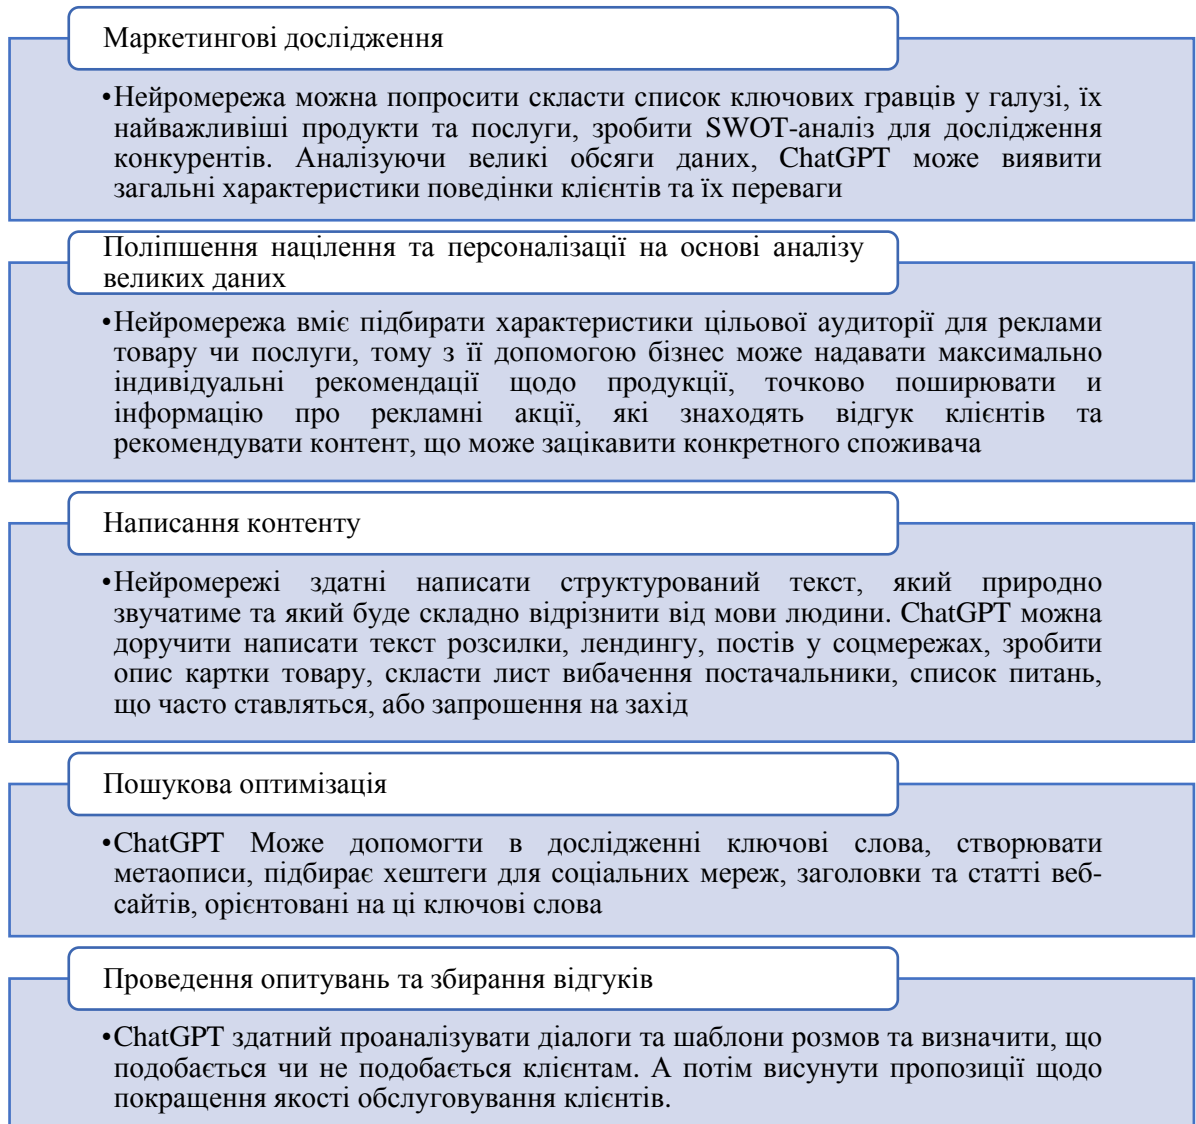 Маркетингові дослідження
•Нейромережа можна попросити скласти список ключових гравців у галузі, їх
найважливіші продукти та послуги, зробити SWOT-аналіз для дослідження
конкурентів. Аналізуючи великі обсяги даних, ChatGPT може виявити
загальні характеристики поведінки клієнтів та їх переваги
Поліпшення націлення та персоналізації на основі аналізу
великих даних
•Нейромережа вміє підбирати характеристики цільової аудиторії для реклами
товару чи послуги, тому з її допомогою бізнес може надавати максимально
індивідуальні рекомендації щодо продукції, точково поширювати и
інформацію про рекламні акції, які знаходять відгук клієнтів та
рекомендувати контент, що може зацікавити конкретного споживача
Написання контенту
•Нейромережі здатні написати структурований текст, який природно
звучатиме та який буде складно відрізнити від мови людини. ChatGPT можна
доручити написати текст розсилки, лендингу, постів у соцмережах, зробити
опис картки товару, скласти лист вибачення постачальники, список питань,
що часто ставляться, або запрошення на захід
Пошукова оптимізація
•ChatGPT Може допомогти в дослідженні ключові слова, створювати
метаописи, підбирає хештеги для соціальних мереж, заголовки та статті веб-
сайтів, орієнтовані на ці ключові слова
Проведення опитувань та збирання відгуків
•ChatGPT здатний проаналізувати діалоги та шаблони розмов та визначити, що
подобається чи не подобається клієнтам. А потім висунути пропозиції щодо
покращення якості обслуговування клієнтів.